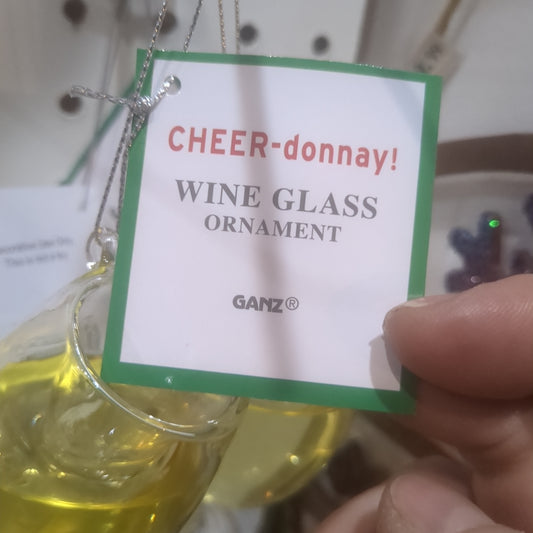 CHEER-donnay!
WINE GLASS
ORNAMENT
GANZ®